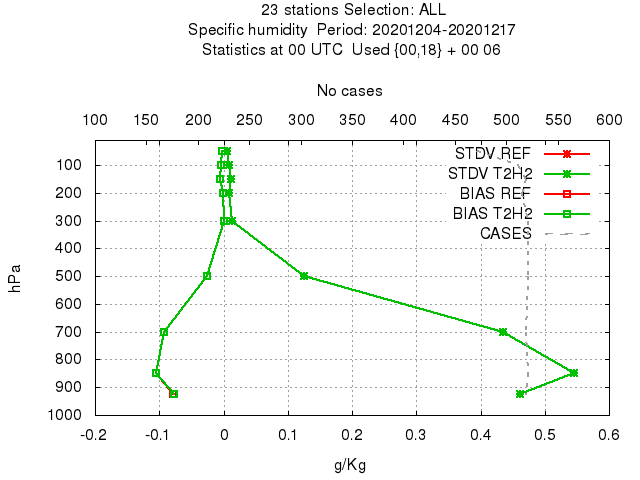 23 stations Selection: ALL
Specific humidity  Period: 20201204-20201217
Statistics at 00 UTC  Used {00,18} + 00 06
No cases
100 150 200 250 300 350 400 450 500 550 600
STDV REF
STDV T2H2
BIAS REF
BIAS T2H2
CASES
hPa
100
200
300
400
500
600
700
800
900
1000
-0.2 -0.1 0 0.1 0.2 0.3 0.4 0.5 0.6
g/Kg